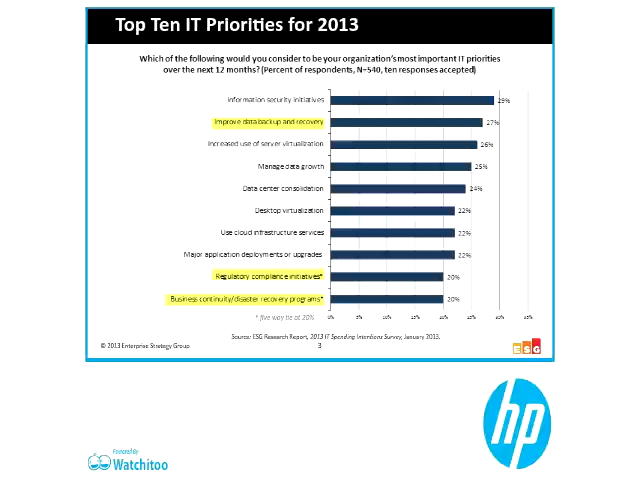 Top Ten IT Priorities for 2013
Which of the following would you consider to be your organization's most important IT priorities
over the next 12 months? (Percent of respondents, N=540, ten responses accepted)
Information security initiatives 29%
Improve data backup and recovery 27%
Increased use of server virtualization 26%
Manage data growth 25%
Data center consolidation 24%
Desktop virtualization 22%
Use cloud infrastructure services 22%
Major application deployments or upgrades 22%
Regulatory compliance initiatives* 20%
Business continuity/disaster recovery programs* 20%
* five way tie at 20% 0% 5% 10% 15% 20% 25% 30% 35%
Source: ESG Research Report, 2013 IT Spending Intentions Survey, January 2013.
© 2013 Enterprise Strategy Group 3 ESG
hp
Powered By
Watchitoo